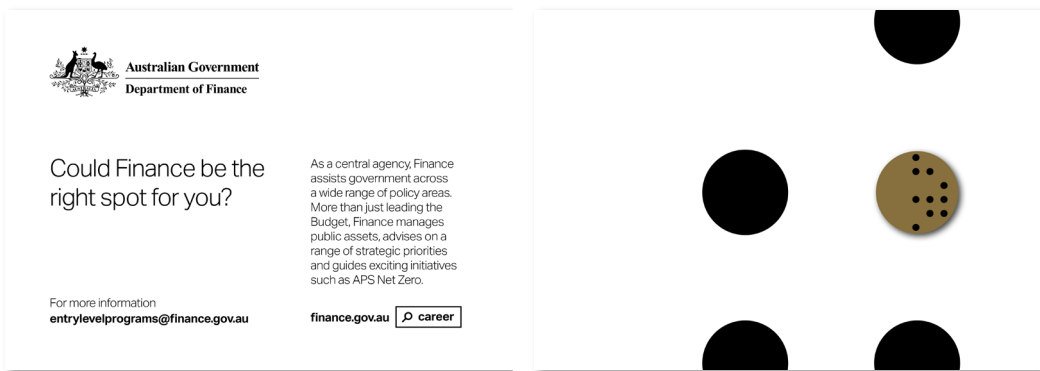 Australian Government
Department of Finance
Could Finance be the
right spot for you?
For more information
entrylevelprograms@finance.gov.au
As a central agency, Finance
assists government across
a wide range of policy areas.
More than just leading the
Budget, Finance manages
public assets, advises on a
range of strategic priorities
and guides exciting initiatives
such as APS Net Zero.
finance.gov.au career